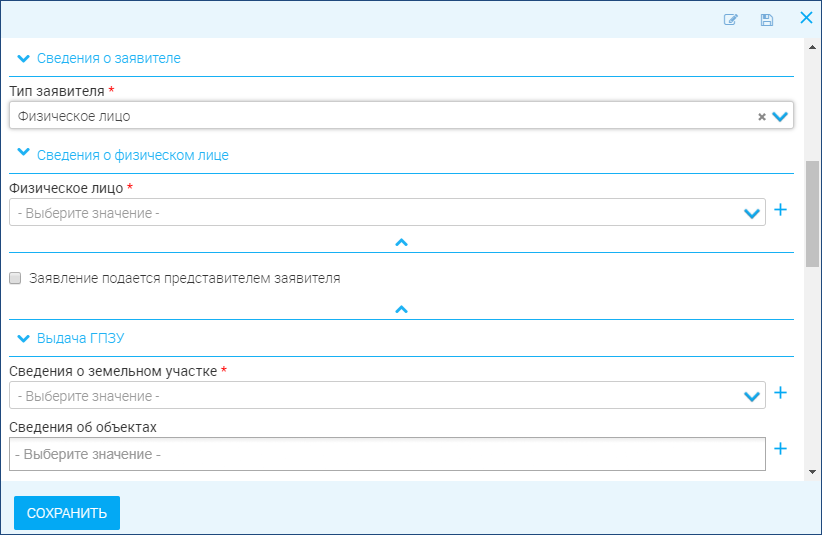 Сведения о заявителе
Тип заявителя *
Физическое лицо
Сведения о физическом лице
Физическое лицо *
- Выберите значение -
Заявление подается представителем заявителя
Выдача ГПЗУ
Сведения о земельном участке *
- Выберите значение -
Сведения об объектах
- Выберите значение -
СОХРАНИТЬ